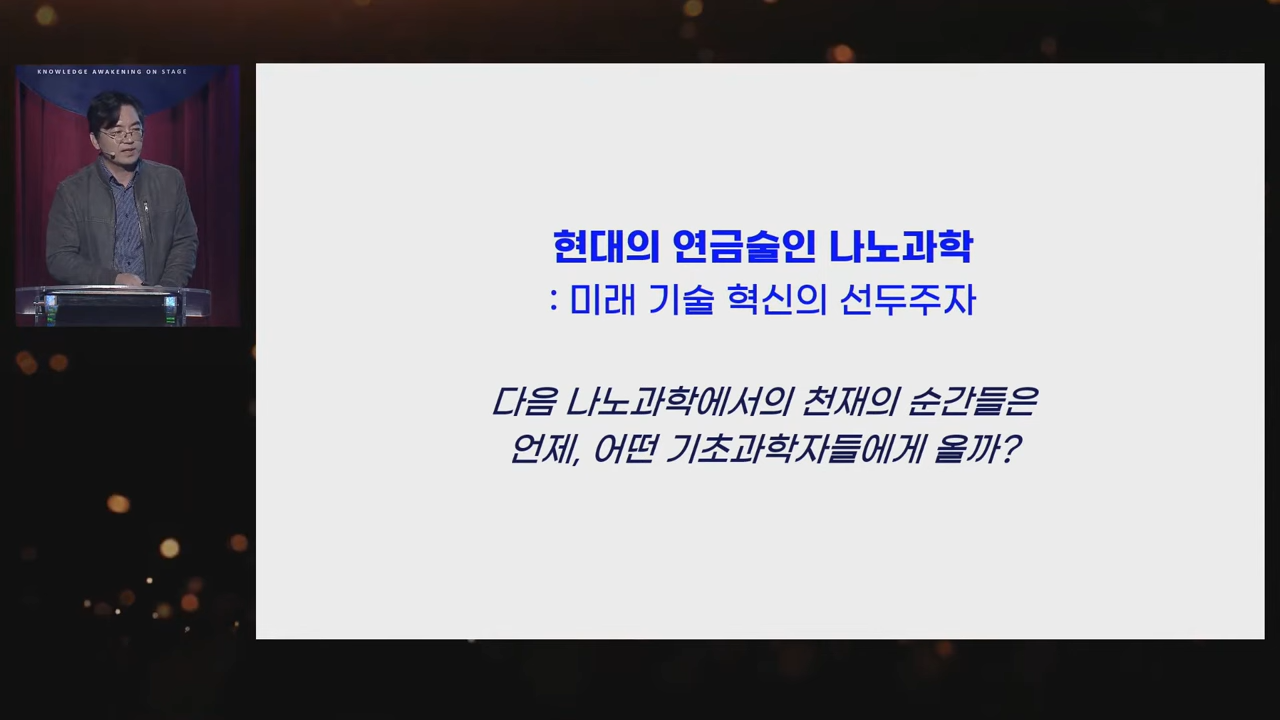 KNOWLEDGE AWAKENING ON STAGE
현대의 연금술인 나노과학
: 미래 기술 혁신의 선두주자
다음 나노과학에서의 천재의 순간들은
언제, 어떤 기초과학자들에게 올까?